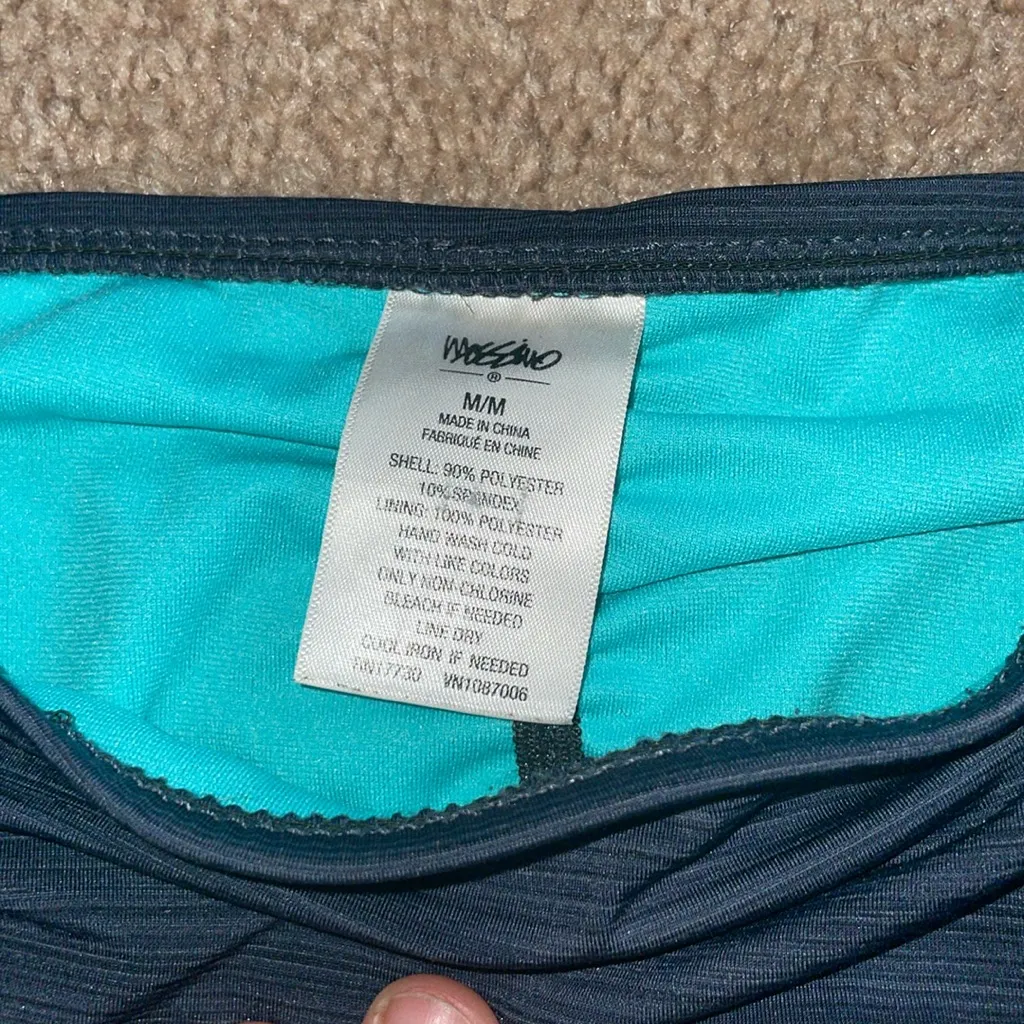 mossimo
®
M/M
MADE IN CHINA
FABRIQUÉ EN CHINE
SHELL: 90% POLYESTER
10% SPANDEX
LINING: 100% POLYESTER
HAND WASH COLD
WITH LIKE COLORS
ONLY NON-CHLORINE
BLEACH IF NEEDED
LINE DRY
COOL IRON IF NEEDED
RN17730 VN1087006